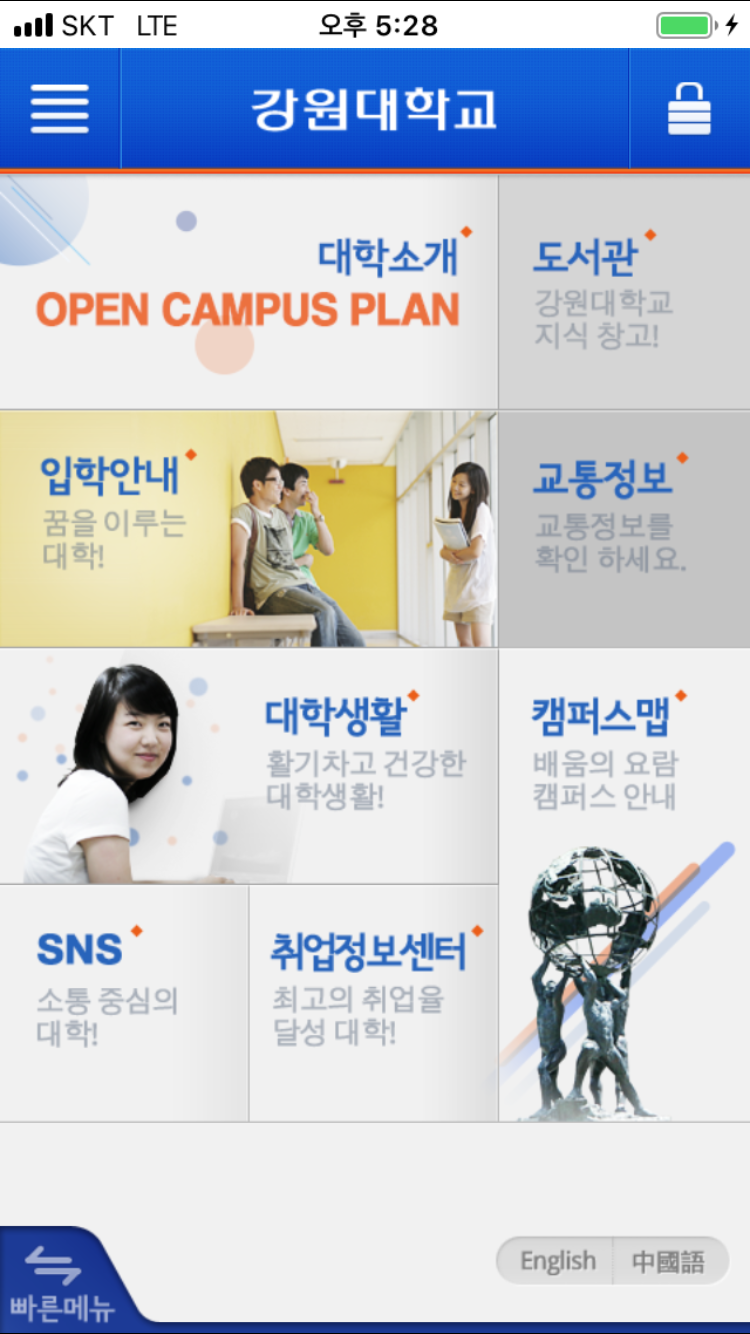 SKT LTE 오후 5:28
강원대학교
대학소개
OPEN CAMPUS PLAN
도서관
강원대학교
지식 창고!
입학안내
꿈을 이루는
대학!
교통정보
교통정보를
확인 하세요.
대학생활
활기차고 건강한
대학생활!
캠퍼스맵
배움의 요람
캠퍼스 안내
SNS
소통 중심의
대학!
취업정보센터
최고의 취업율
달성 대학!
빠른메뉴
English 中國語